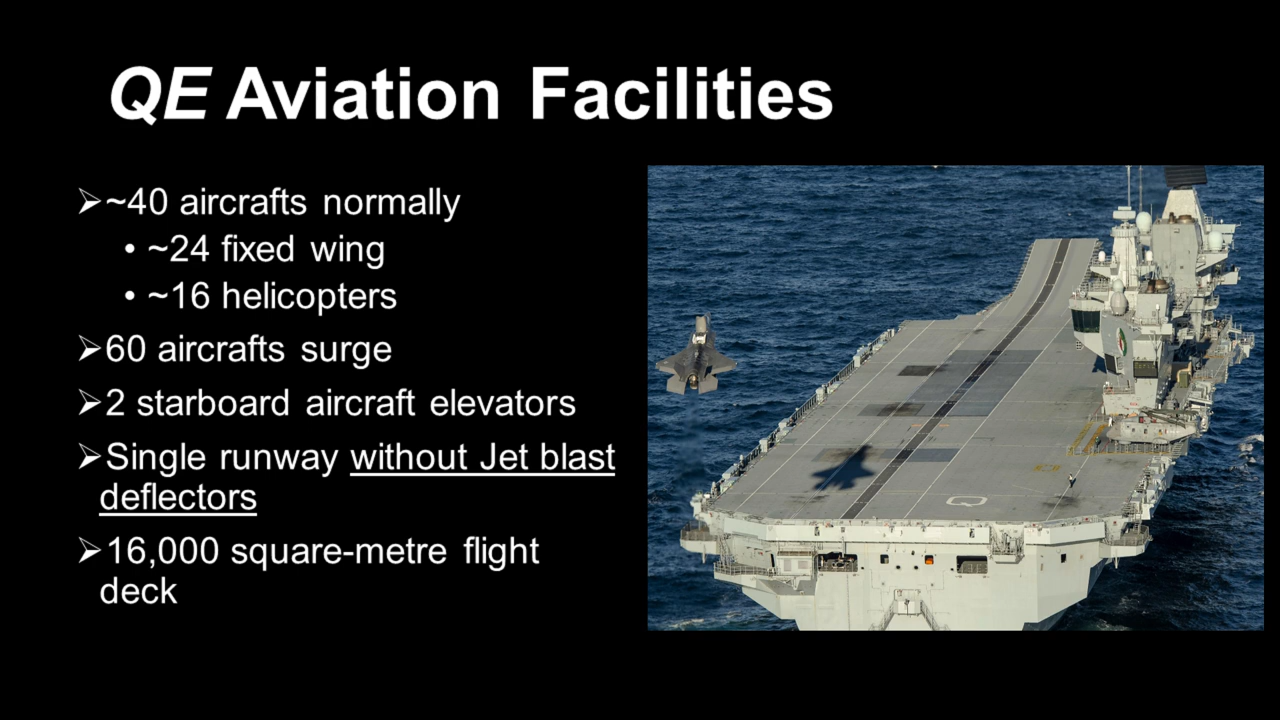 QE Aviation Facilities
➢~40 aircrafts normally
• ~24 fixed wing
• ~16 helicopters
➢60 aircrafts surge
➢2 starboard aircraft elevators
➢Single runway without Jet blast
deflectors
➢16,000 square-metre flight
deck
Q